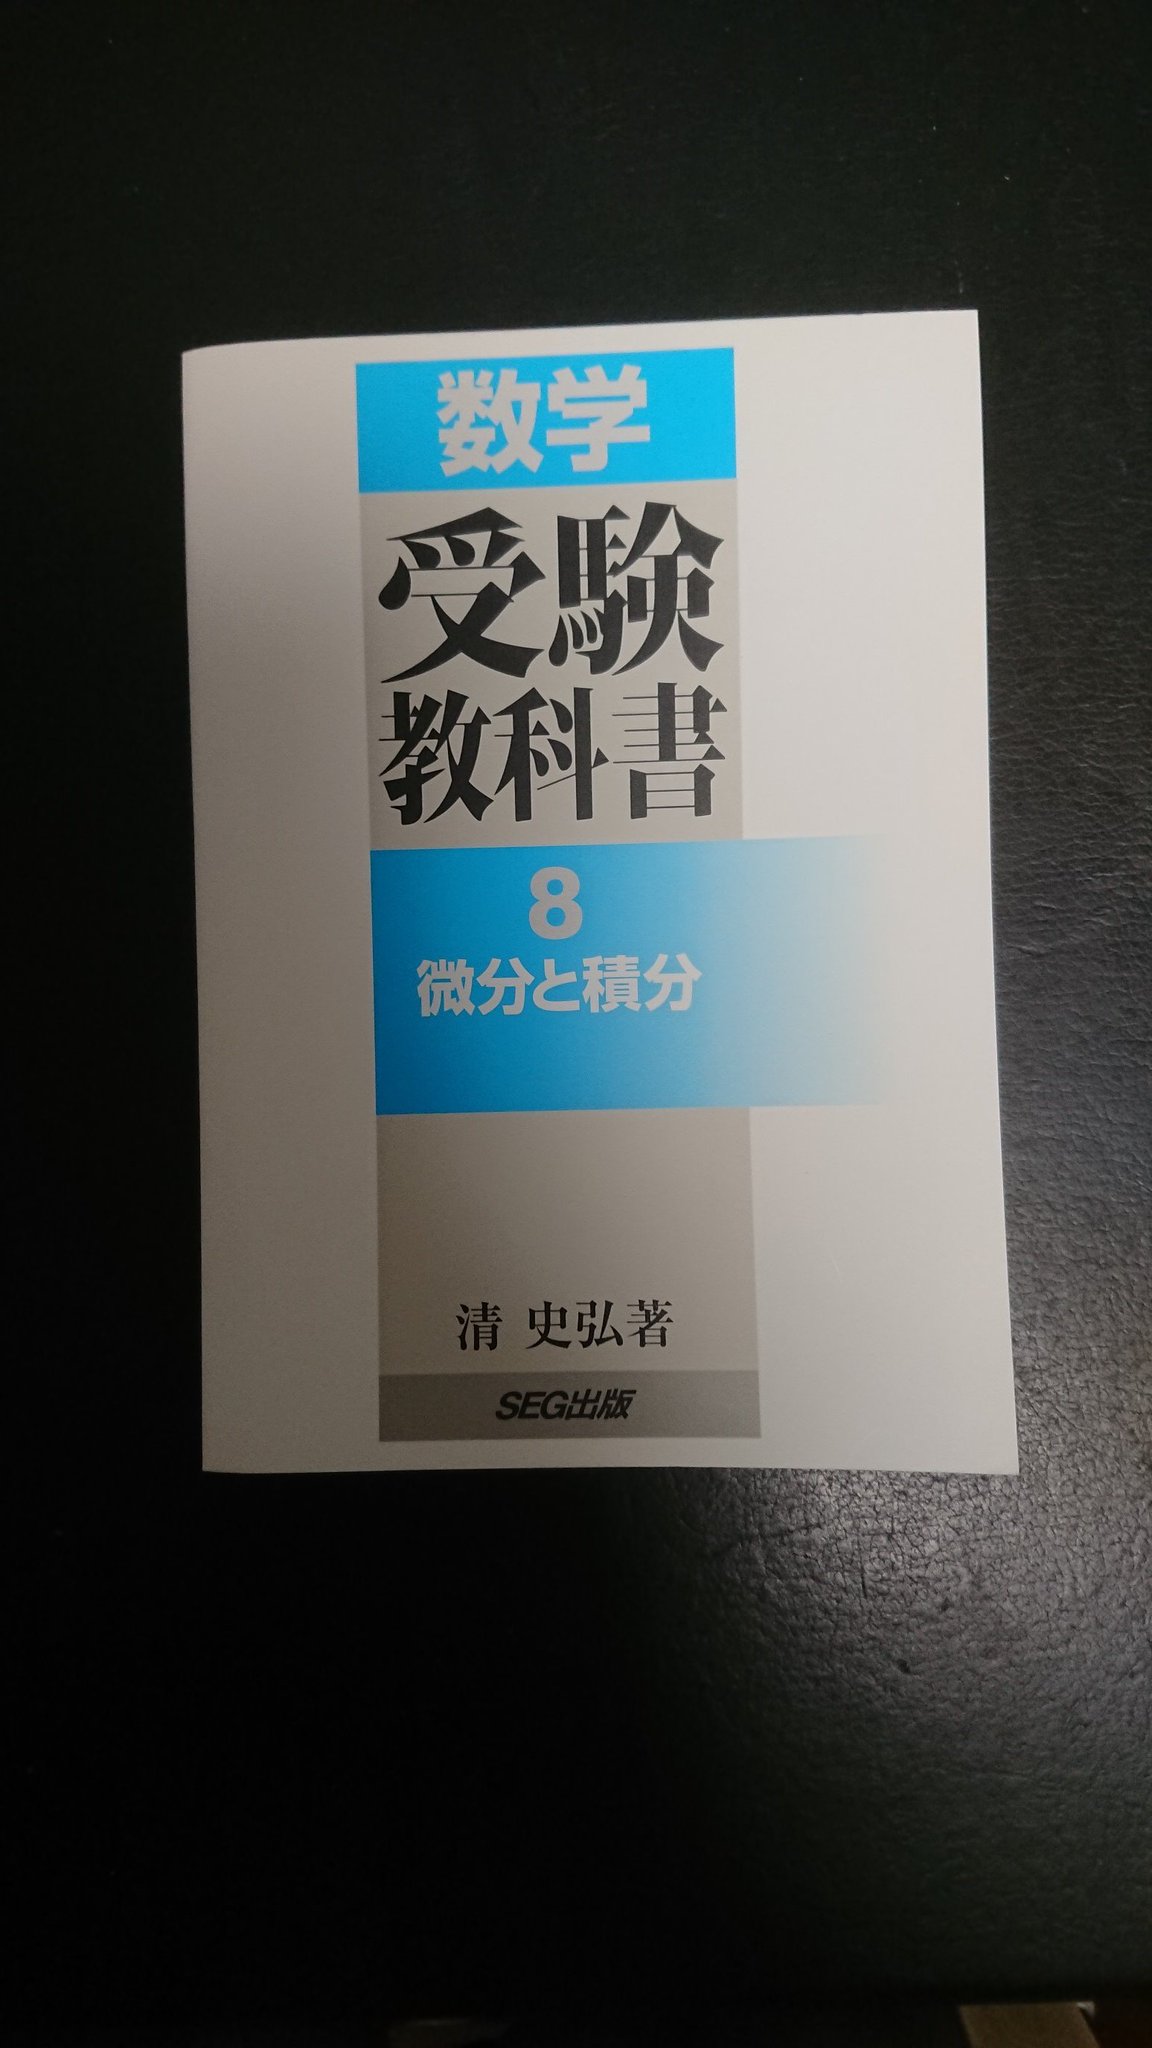 数学
受験
教科書
8
微分と積分
清 史弘著
SEG出版